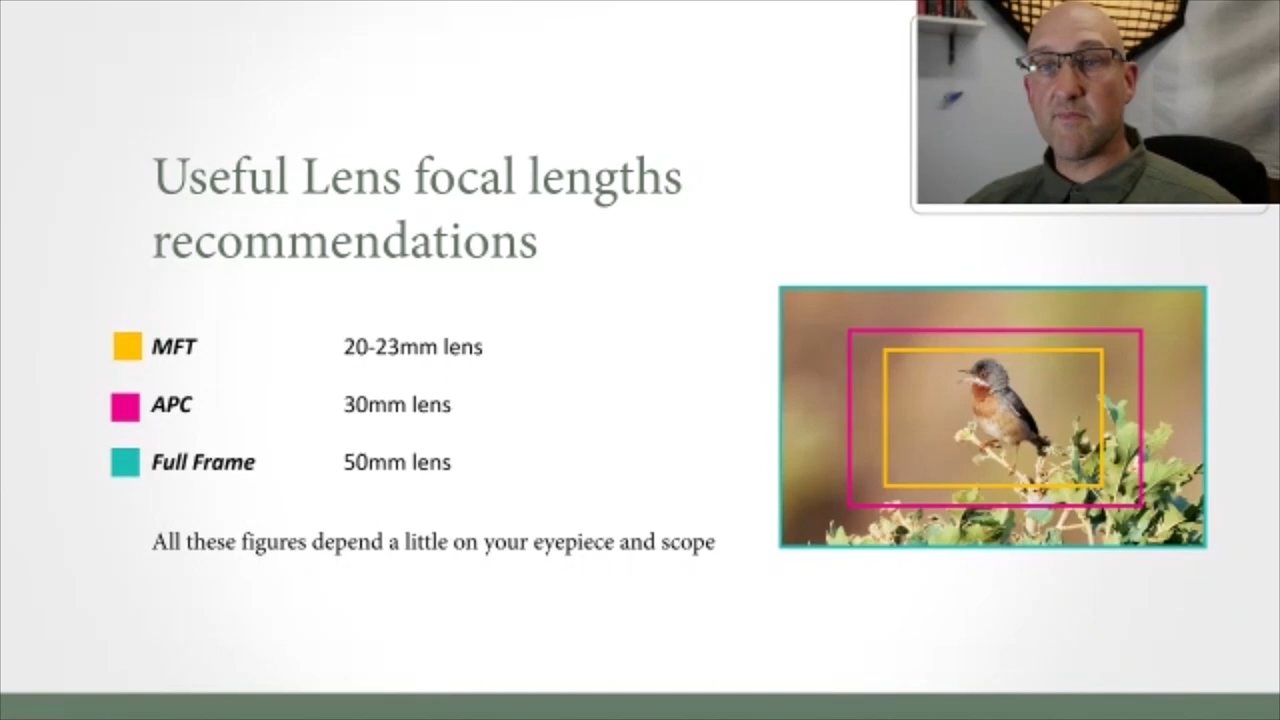 Useful Lens focal lengths
recommendations
MFT 20-23mm lens
APC 30mm lens
Full Frame 50mm lens
All these figures depend a little on your eyepiece and scope